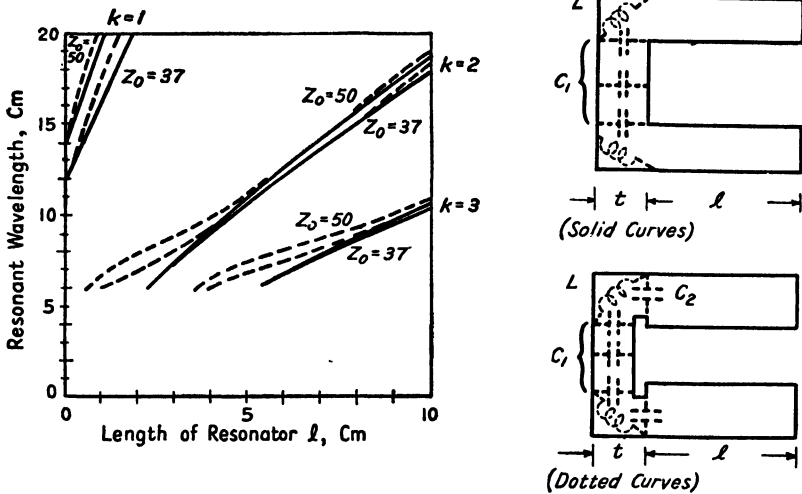 k=1
20
Z₀=
50
Z₀=37
15
10
5
0
Resonant Wavelength, Cm
Z₀=50
k=2
Z₀=37
Z₀=50
k=3
Z₀=37
0
5
10
Length of Resonator ℓ, Cm
L
C₁
t
ℓ
(Solid Curves)
L
C₂
C₁
t
ℓ
(Dotted Curves)